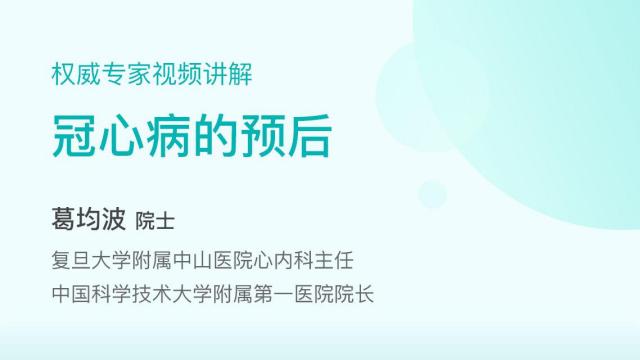 权威专家视频讲解
冠心病的预后
葛均波 院士
复旦大学附属中山医院心内科主任
中国科学技术大学附属第一医院院长